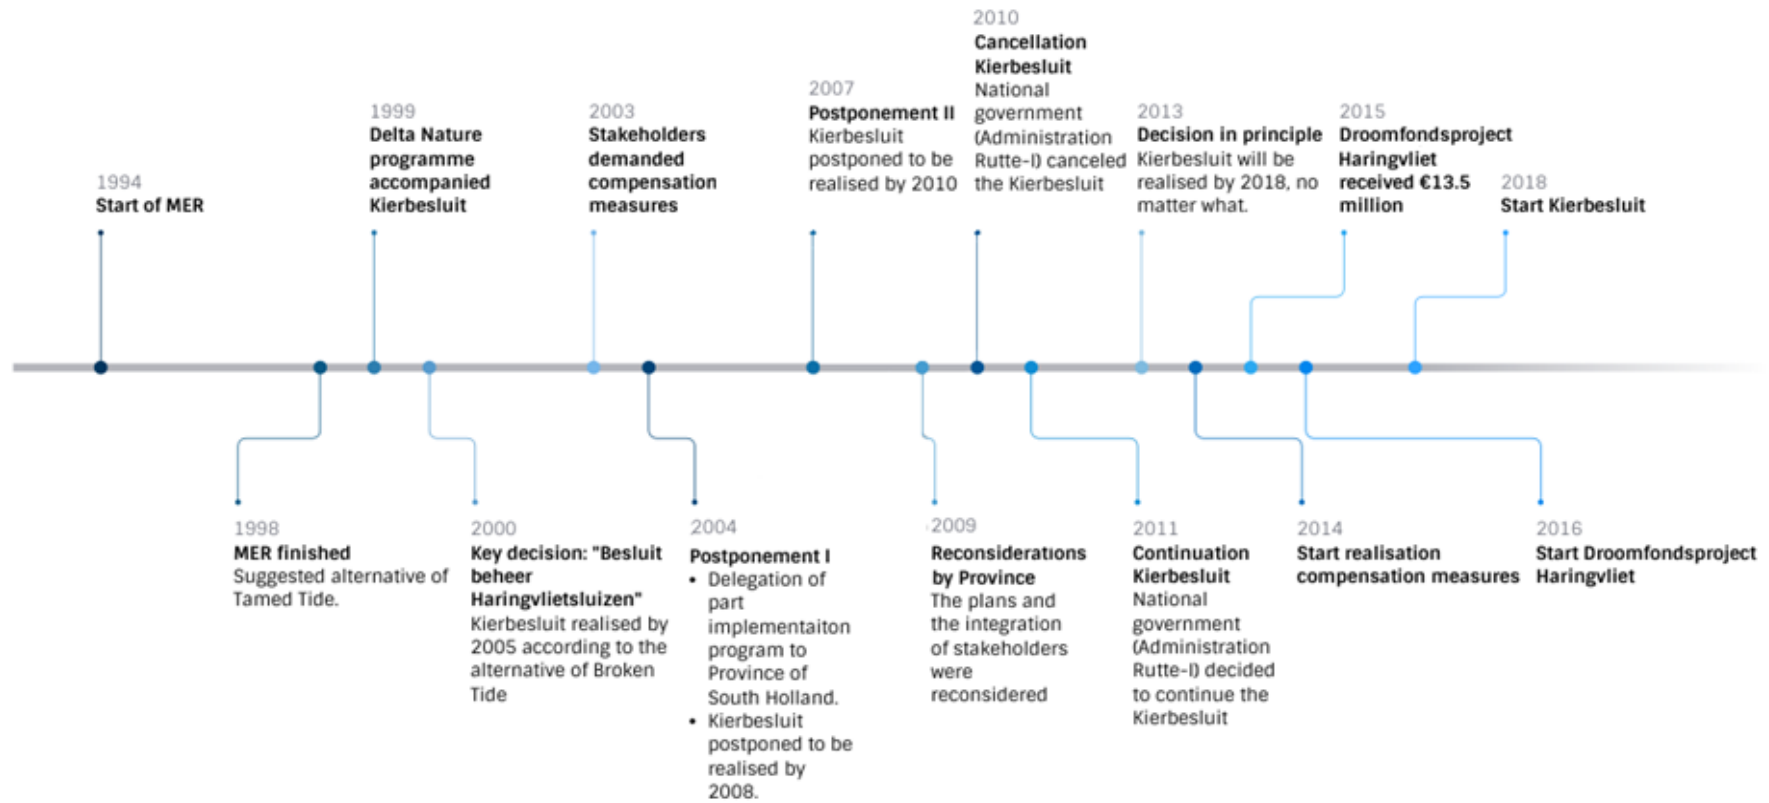 1994
Start of MER
1998
MER finished
Suggested alternative of
Tamed Tide.
1999
Delta Nature
programme
accompanied
Kierbesluit
2000
Key decision: "Besluit
beheer
Haringvlietsluizen"
Kierbesluit realised by
2005 according to the
alternative of Broken
Tide
2003
Stakeholders
demanded
compensation
measures
2004
Postponement I
• Delegation of
part
implementaiton
program to
Province of
South Holland.
• Kierbesluit
postponed to be
realised by
2008.
2007
Postponement II
Kierbesluit
postponed to be
realised by 2010
2009
Reconsiderations
by Province
The plans and
the integration
of stakeholders
were
reconsidered
2010
Cancellation
Kierbesluit
National
government
(Administration
Rutte-I) canceled
the Kierbesluit
2011
Continuation
Kierbesluit
National
government
(Administration
Rutte-I) decided
to continue the
Kierbesluit
2013
Decision in principle
Kierbesluit will be
realised by 2018, no
matter what.
2014
Start realisation
compensation measures
2015
Droomfondsproject
Haringvliet
received €13.5
million
2016
Start Droomfondsproject
Haringvliet
2018
Start Kierbesluit